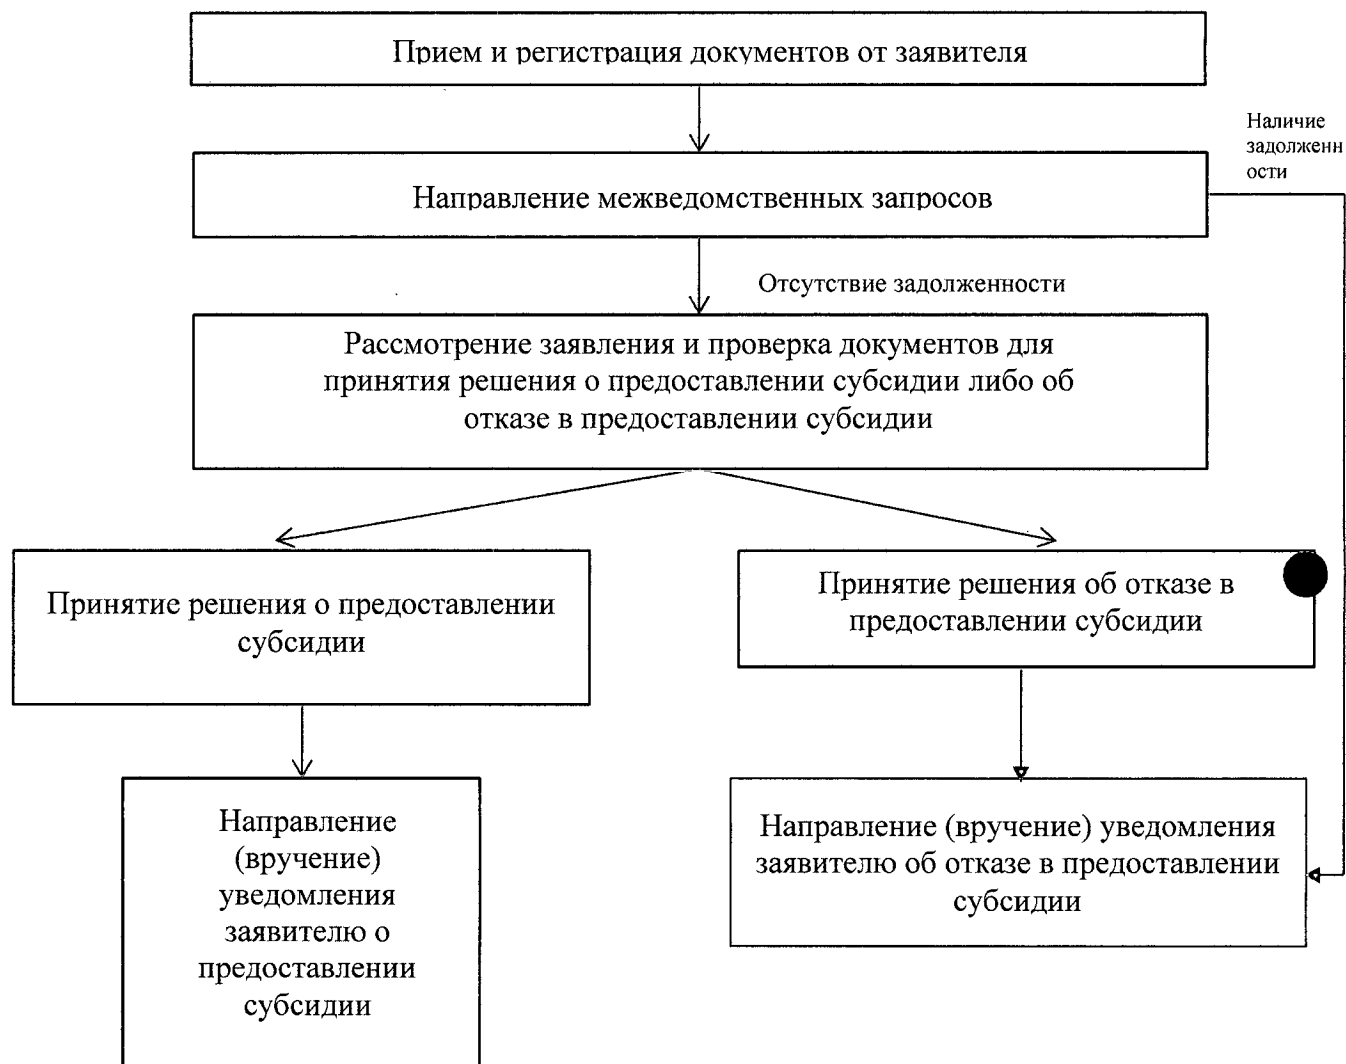 Прием и регистрация документов от заявителя
Наличие
задолженн
ости
Направление межведомственных запросов
Отсутствие задолженности
Рассмотрение заявления и проверка документов для
принятия решения о предоставлении субсидии либо об
отказе в предоставлении субсидии
Принятие решения о предоставлении
субсидии
Принятие решения об отказе в
предоставлении субсидии
Направление
(вручение)
уведомления
заявителю о
предоставлении
субсидии
Направление (вручение) уведомления
заявителю об отказе в предоставлении
субсидии